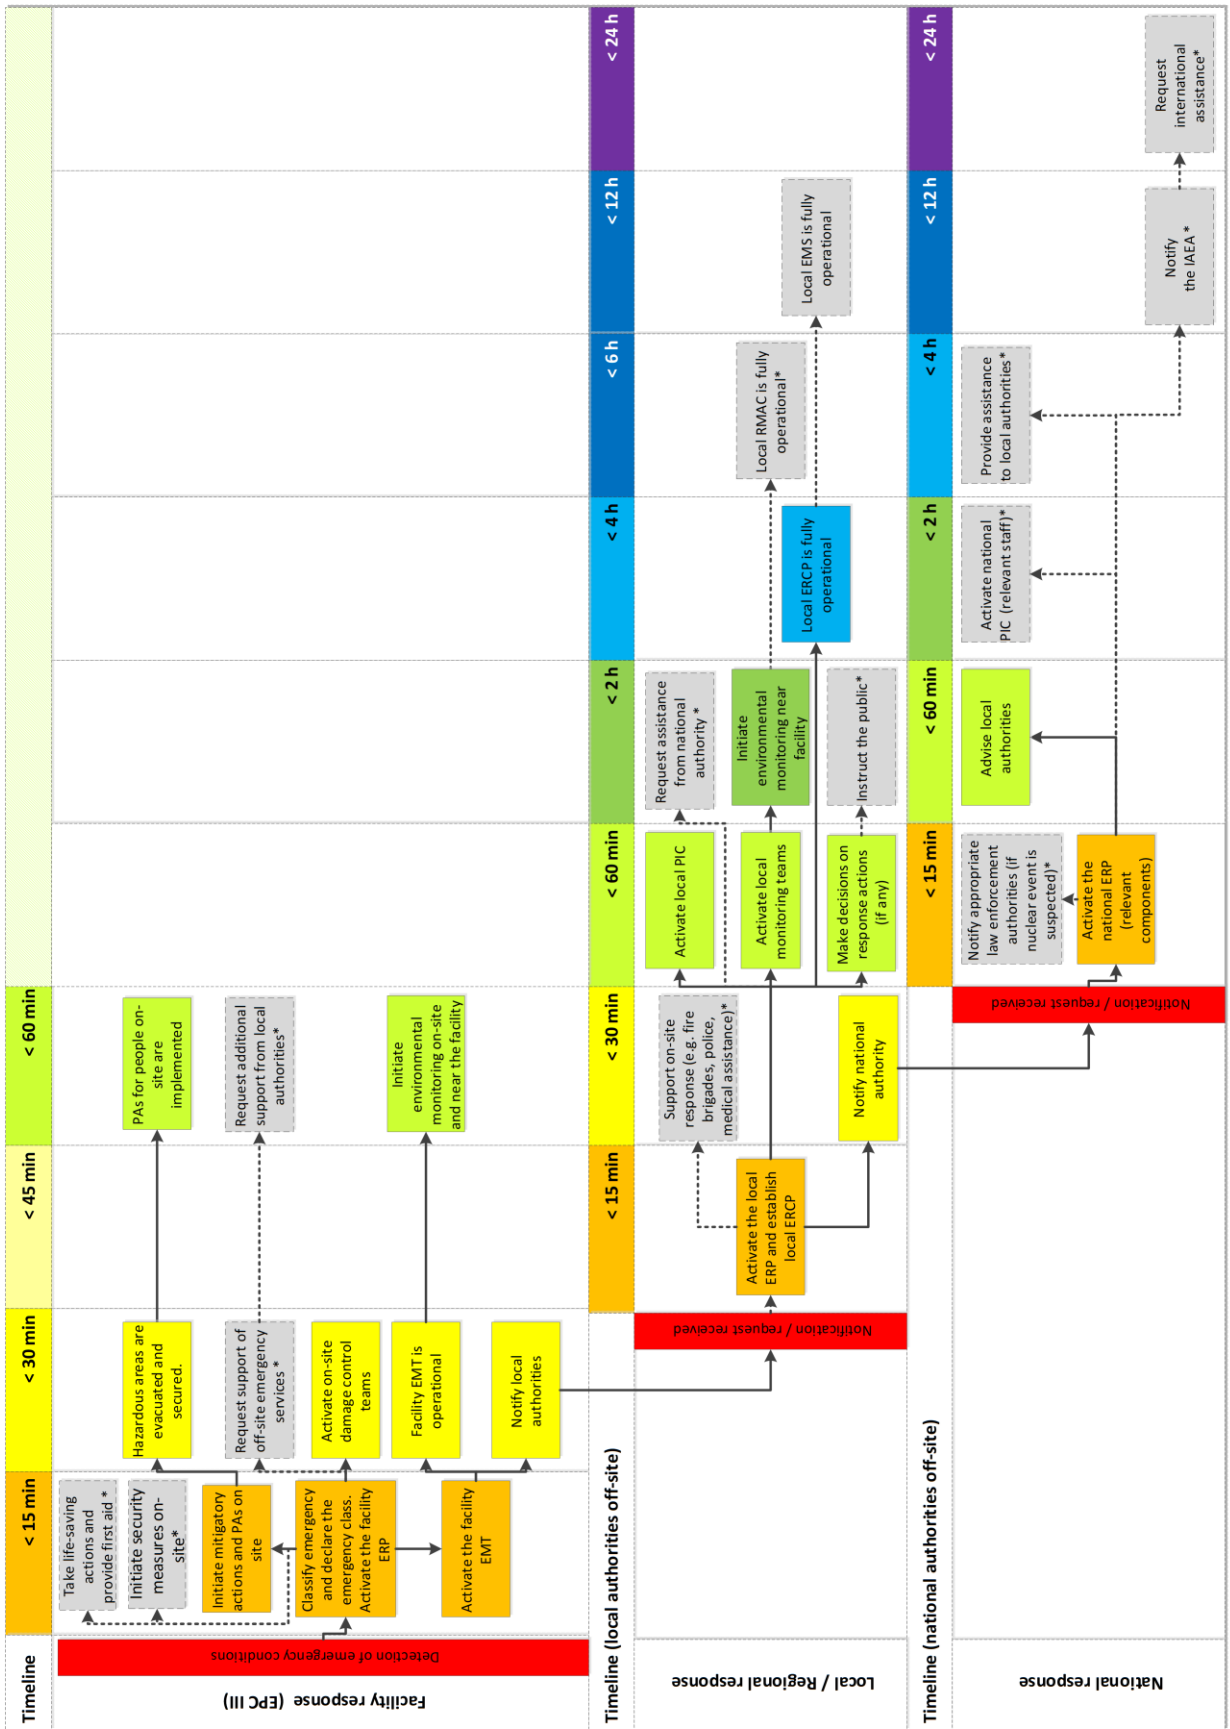 Timeline
< 15 min
< 30 min
< 45 min
< 60 min
Facility response (EPC III)
Detection of emergency conditions
Take life-saving
actions and
provide first aid *
Initiate security
measures on-
site*
Initiate mitigatory
actions and PAs on
site
Classify emergency
and declare the
emergency class.
Activate the facility
ERP
Activate the facility
EMT
Hazardous areas are
evacuated and
secured.
Request support of
off-site emergency
services *
Activate on-site
damage control
teams
Facility EMT is
operational
Notify local
authorities
PAs for people on-
site are
implemented
Request additional
support from local
authorities*
Initiate
environmental
monitoring on-site
and near the facility
Timeline (local authorities off-site)
< 15 min
< 30 min
< 60 min
< 2 h
< 4 h
< 6 h
< 12 h
< 24 h
Local / Regional response
Notification / request received
Activate the local
ERP and establish
local ERCP
Support on-site
response (e.g. fire
brigades, police,
medical assistance)*
Notify national
authority
Activate local PIC
Activate local
monitoring teams
Make decisions on
response actions
(if any)
Request assistance
from national
authority *
Initiate
environmental
monitoring near
facility
Instruct the public*
Local ERCP is fully
operational
Local RMAC is fully
operational*
Local EMS is fully
operational
Timeline (national authorities off-site)
< 15 min
< 60 min
< 2 h
< 4 h
< 12 h
< 24 h
National response
Notification / request received
Notify appropriate
law enforcement
authorities (if
nuclear event is
suspected)*
Activate the
national ERP
(relevant
components)
Advise local
authorities
Activate national
PIC (relevant staff)*
Provide assistance
to local authorities*
Notify
the IAEA *
Request
international
assistance*